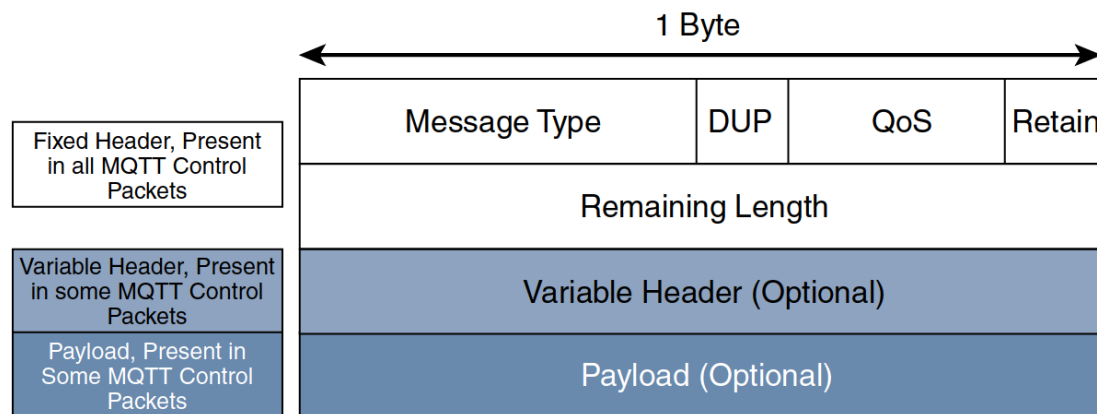 1 Byte
Message Type DUP QoS Retain
Fixed Header, Present
in all MQTT Control
Packets
Remaining Length
Variable Header, Present
in some MQTT Control
Packets
Variable Header (Optional)
Payload, Present in
Some MQTT Control
Packets
Payload (Optional)